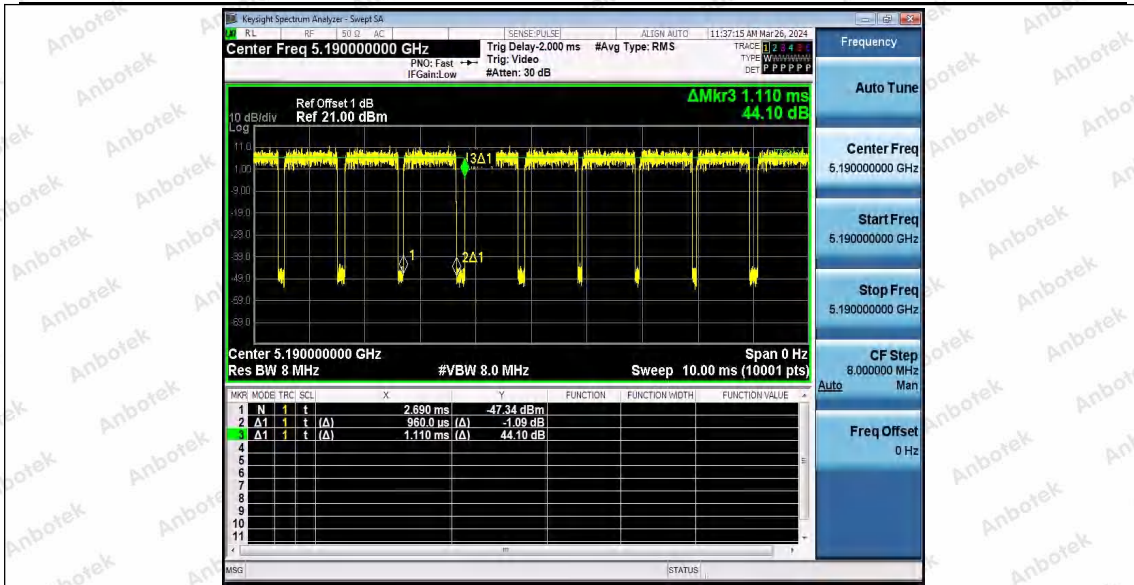 Keysight Spectrum Analyzer - Swept SA
RL RF 50 Ω AC SENSE:PULSE ALIGN AUTO 11:37:15 AM Mar 26, 2024
Center Freq 5.190000000 GHz
PNO: Fast
IFGain:Low
Trig Delay-2.000 ms
Trig: Video
#Atten: 30 dB
#Avg Type: RMS
TRACE 1 2 3 4 5 6
TYPE WWWWWW
DET P P P P P P
ΔMkr3 1.110 ms
44.10 dB
Ref Offset 1 dB
10 dB/div Ref 21.00 dBm
Log
11.0
1.00
-9.00
-19.0
-29.0
-39.0
-49.0
-59.0
-69.0
3Δ1
1
2Δ1
Center 5.190000000 GHz Span 0 Hz
Res BW 8 MHz #VBW 8.0 MHz Sweep 10.00 ms (10001 pts)
MKR MODE TRC SCL X Y FUNCTION FUNCTION WIDTH FUNCTION VALUE
1 N 1 t 2.690 ms -47.34 dBm
2 Δ1 1 t (Δ) 960.0 us (Δ) -1.09 dB
3 Δ1 1 t (Δ) 1.110 ms (Δ) 44.10 dB
4
5
6
7
8
9
10
11
MSG STATUS
Frequency
Auto Tune
Center Freq
5.190000000 GHz
Start Freq
5.190000000 GHz
Stop Freq
5.190000000 GHz
CF Step
8.000000 MHz
Auto Man
Freq Offset
0 Hz
Anbotek